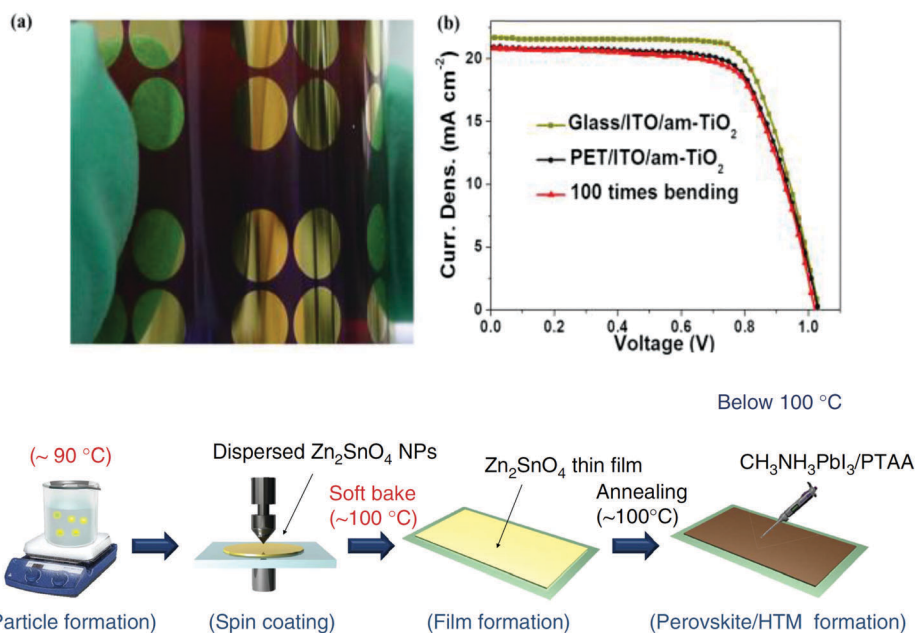 (a)
(b)
20
15
10
5
0
Curr. Dens. (mA cm⁻²)
Glass/ITO/am-TiO₂
PET/ITO/am-TiO₂
100 times bending
0.0 0.2 0.4 0.6 0.8 1.0
Voltage (V)
Below 100 °C
(~ 90 °C)
Dispersed Zn₂SnO₄ NPs
Soft bake
(~100 °C)
Zn₂SnO₄ thin film
Annealing
(~100°C)
CH₃NH₃PbI₃/PTAA
Particle formation)
(Spin coating)
(Film formation)
(Perovskite/HTM formation)